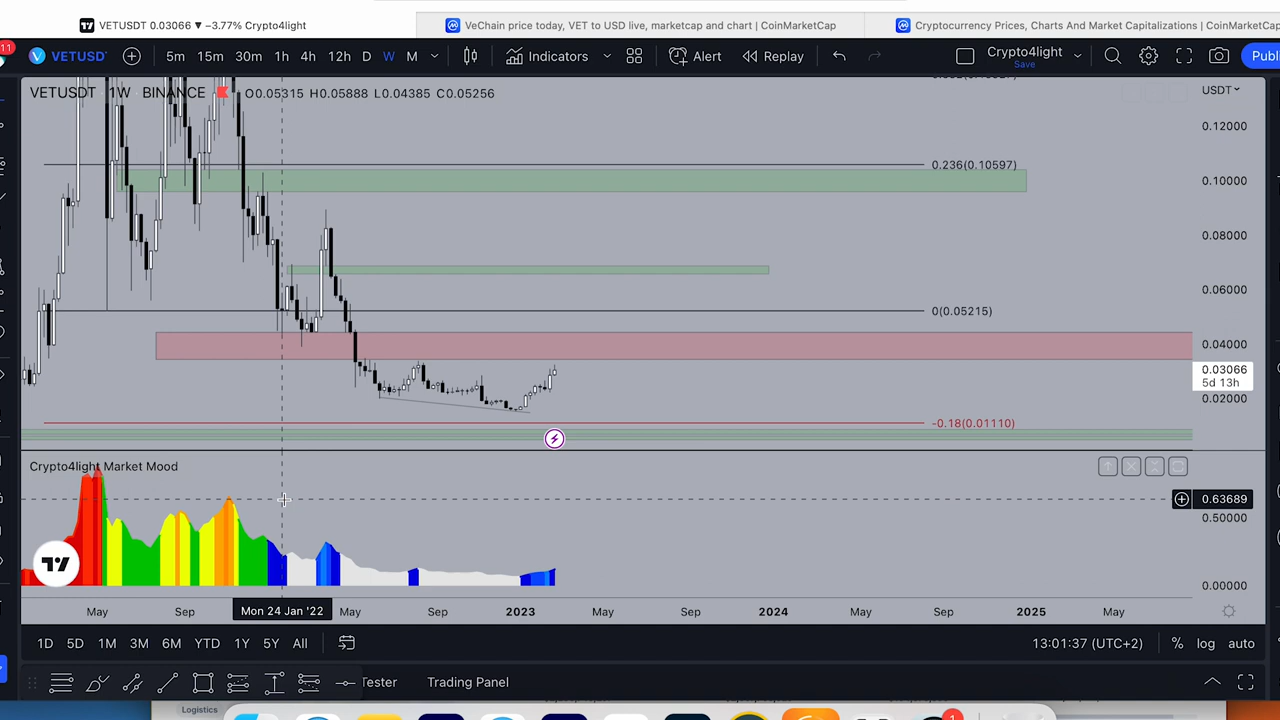 VETUSDT 0.03066 ▼ −3.77% Crypto4light
VeChain price today, VET to USD live, marketcap and chart | CoinMarketCap
Cryptocurrency Prices, Charts And Market Capitalizations | CoinMarketCap
11
VETUSD
5m 15m 30m 1h 4h 12h D W M
Indicators
Alert
Replay
Crypto4light
Save
Publ
VETUSDT 1W BINANCE O0.05315 H0.05888 L0.04385 C0.05256
USDT
0.12000
0.236(0.10597)
0.10000
0.08000
0.06000
0(0.05215)
0.04000
0.03066
5d 13h
0.02000
-0.18(0.01110)
Crypto4light Market Mood
0.63689
0.50000
0.00000
May Sep Mon 24 Jan '22 May Sep 2023 May Sep 2024 May Sep 2025 May
1D 5D 1M 3M 6M YTD 1Y 5Y All
13:01:37 (UTC+2) % log auto
Tester
Trading Panel
Logistics
1